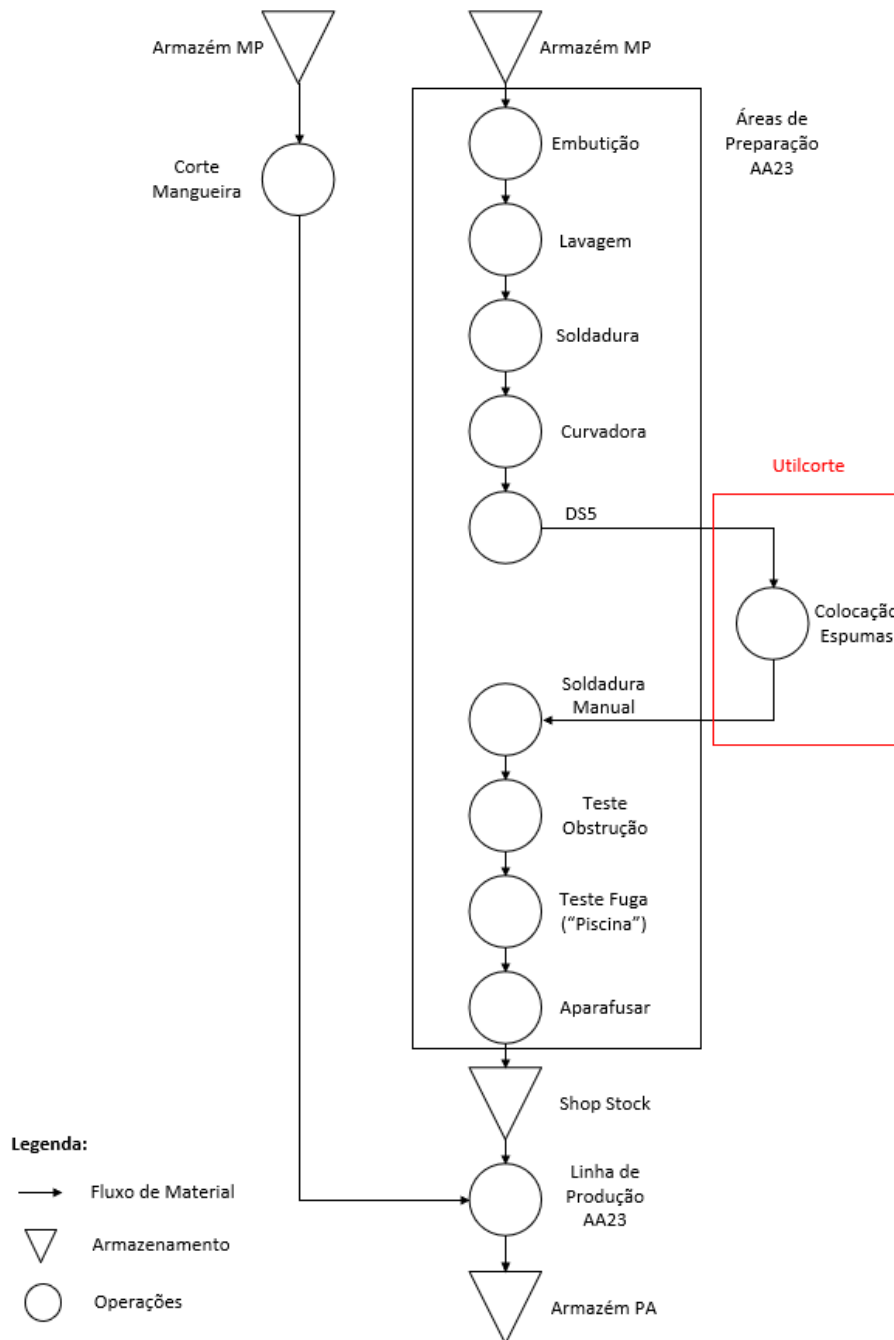 Armazém MP
Armazém MP
Corte
Mangueira
Embutição
Áreas de
Preparação
AA23
Lavagem
Soldadura
Curvadora
Utilcorte
DS5
Colocação
Espumas
Soldadura
Manual
Teste
Obstrução
Teste Fuga
(“Piscina”)
Aparafusar
Shop Stock
Linha de
Produção
AA23
Armazém PA
Legenda:
Fluxo de Material
Armazenamento
Operações